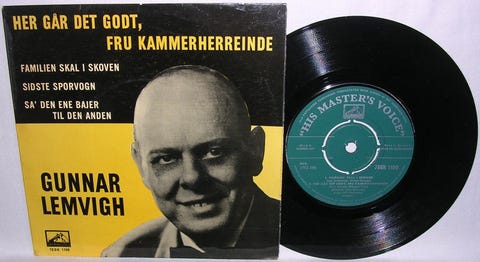 HER GÅR DET GODT,
FRU KAMMERHERREINDE
FAMILIEN SKAL I SKOVEN
SIDSTE SPORVOGN
SA' DEN ENE BAJER
TIL DEN ANDEN
GUNNAR
LEMVIGH
"HIS MASTER'S VOICE"